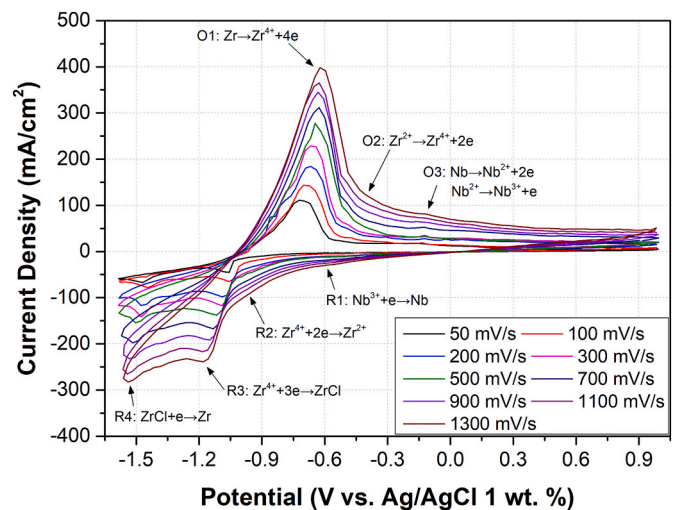 O1: Zr→Zr⁴⁺+4e
O2: Zr²⁺→Zr⁴⁺+2e
O3: Nb→Nb²⁺+2e
Nb²⁺→Nb³⁺+e
R1: Nb³⁺+e→Nb
R2: Zr⁴⁺+2e→Zr²⁺
R3: Zr⁴⁺+3e→ZrCl
R4: ZrCl+e→Zr
500
400
300
200
100
0
-100
-200
-300
-400
Current Density (mA/cm²)
-1.5 -1.2 -0.9 -0.6 -0.3 0.0 0.3 0.6 0.9
Potential (V vs. Ag/AgCl 1 wt. %)
50 mV/s 100 mV/s
200 mV/s 300 mV/s
500 mV/s 700 mV/s
900 mV/s 1100 mV/s
1300 mV/s